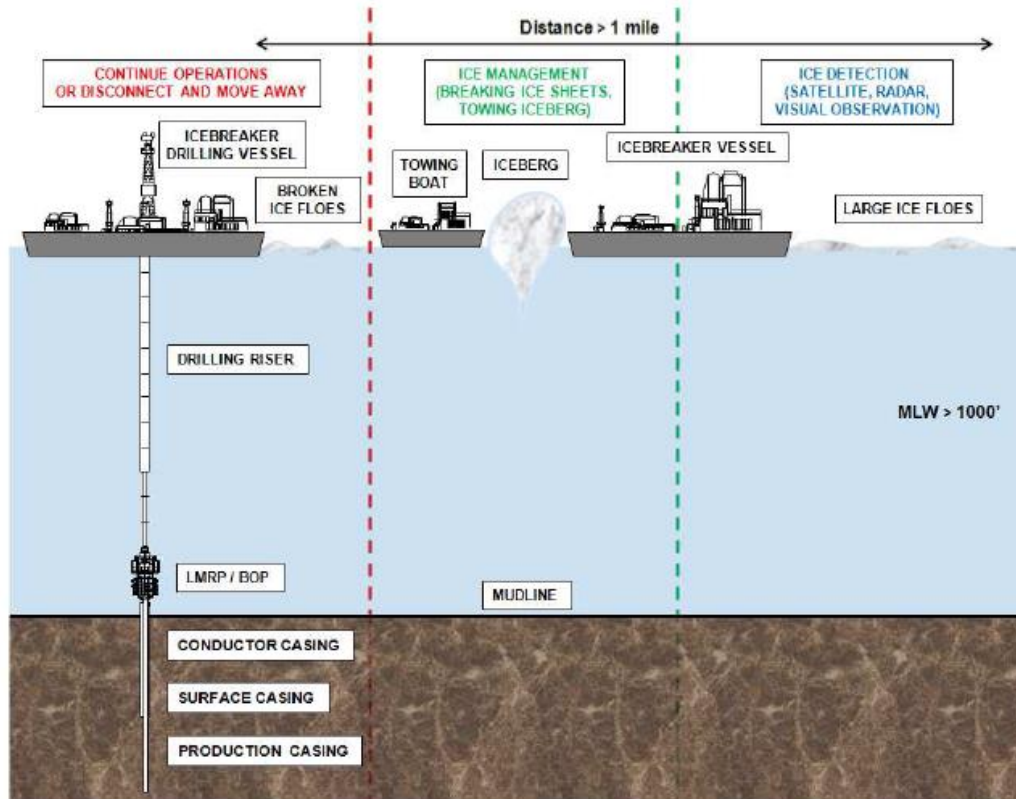 Distance > 1 mile
CONTINUE OPERATIONS
OR DISCONNECT AND MOVE AWAY
ICE MANAGEMENT
(BREAKING ICE SHEETS,
TOWING ICEBERG)
ICE DETECTION
(SATELLITE, RADAR,
VISUAL OBSERVATION)
ICEBREAKER
DRILLING VESSEL
BROKEN
ICE FLOES
TOWING
BOAT
ICEBERG
ICEBREAKER VESSEL
LARGE ICE FLOES
DRILLING RISER
MLW > 1000'
LMRP / BOP
MUDLINE
CONDUCTOR CASING
SURFACE CASING
PRODUCTION CASING